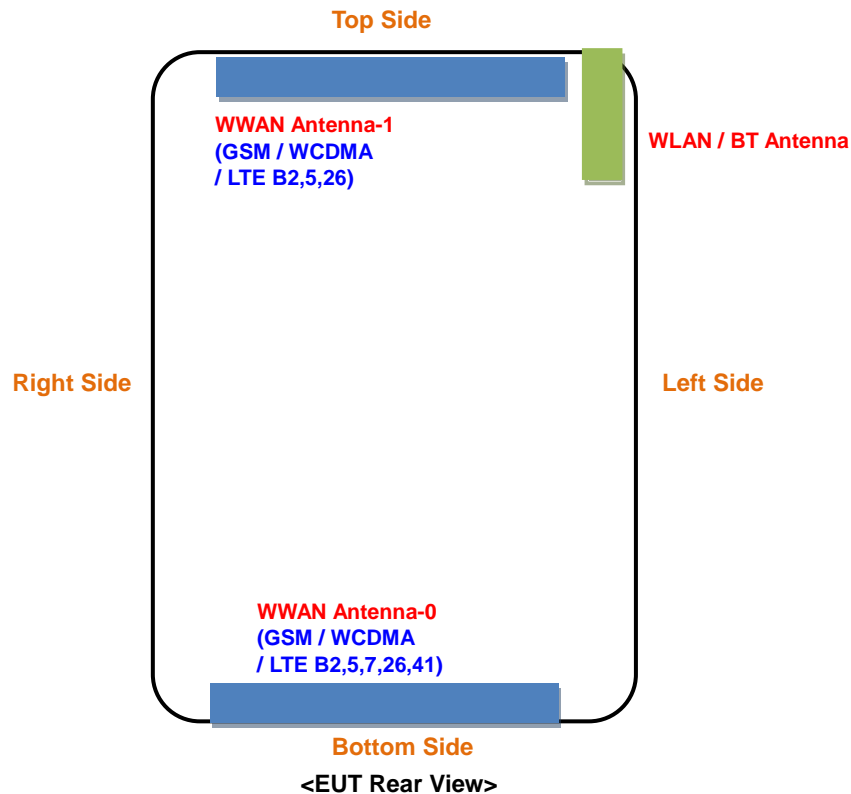 Top Side
WWAN Antenna-1
(GSM / WCDMA
/ LTE B2,5,26)
WLAN / BT Antenna
Right Side
Left Side
WWAN Antenna-0
(GSM / WCDMA
/ LTE B2,5,7,26,41)
Bottom Side
<EUT Rear View>